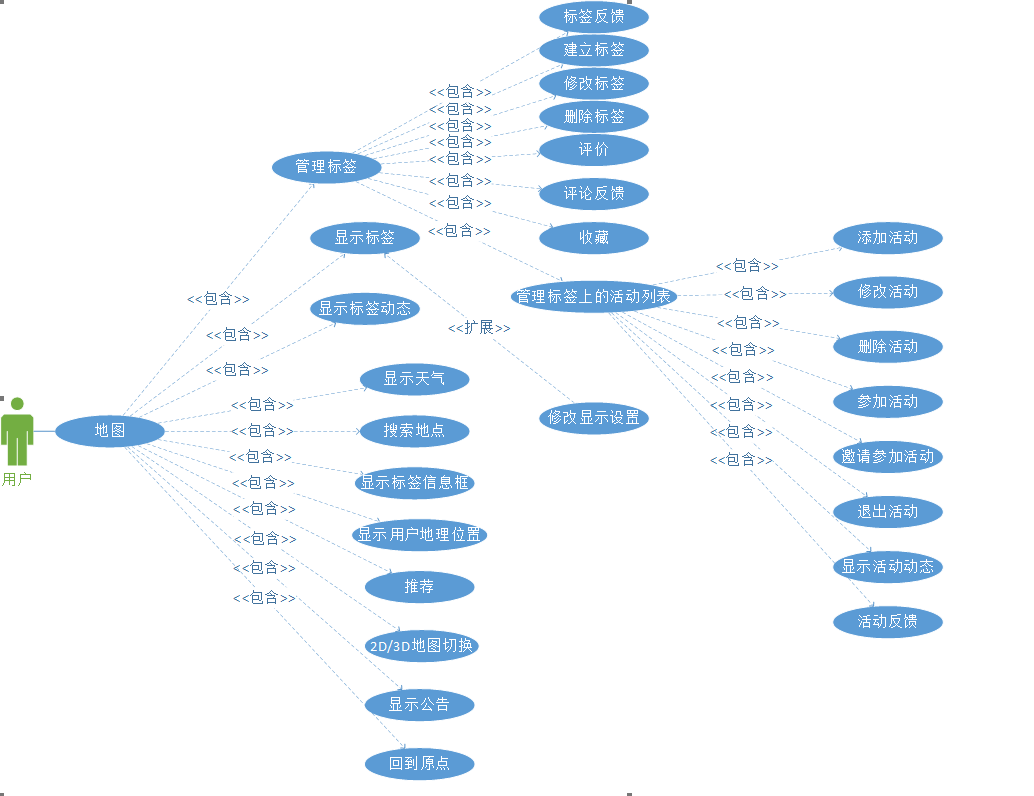 标签反馈
建立标签
修改标签
<<包含>>
<<包含>>
删除标签
<<包含>>
<<包含>>
评价
<<包含>>
管理标签
<<包含>>
评论反馈
<<包含>>
<<包含>>
显示标签
收藏
添加活动
<<包含>>
管理标签上的活动列表
<<包含>>
修改活动
<<包含>>
显示标签动态
<<包含>>
<<扩展>>
<<包含>>
删除活动
<<包含>>
<<包含>>
显示天气
<<包含>>
参加活动
<<包含>>
<<包含>>
修改显示设置
地图
<<包含>>
搜索地点
<<包含>>
<<包含>>
<<包含>>
邀请参加活动
用户
<<包含>>
显示标签信息框
<<包含>>
退出活动
<<包含>>
显示用户地理位置
<<包含>>
显示活动动态
推荐
<<包含>>
活动反馈
2D/3D地图切换
显示公告
回到原点